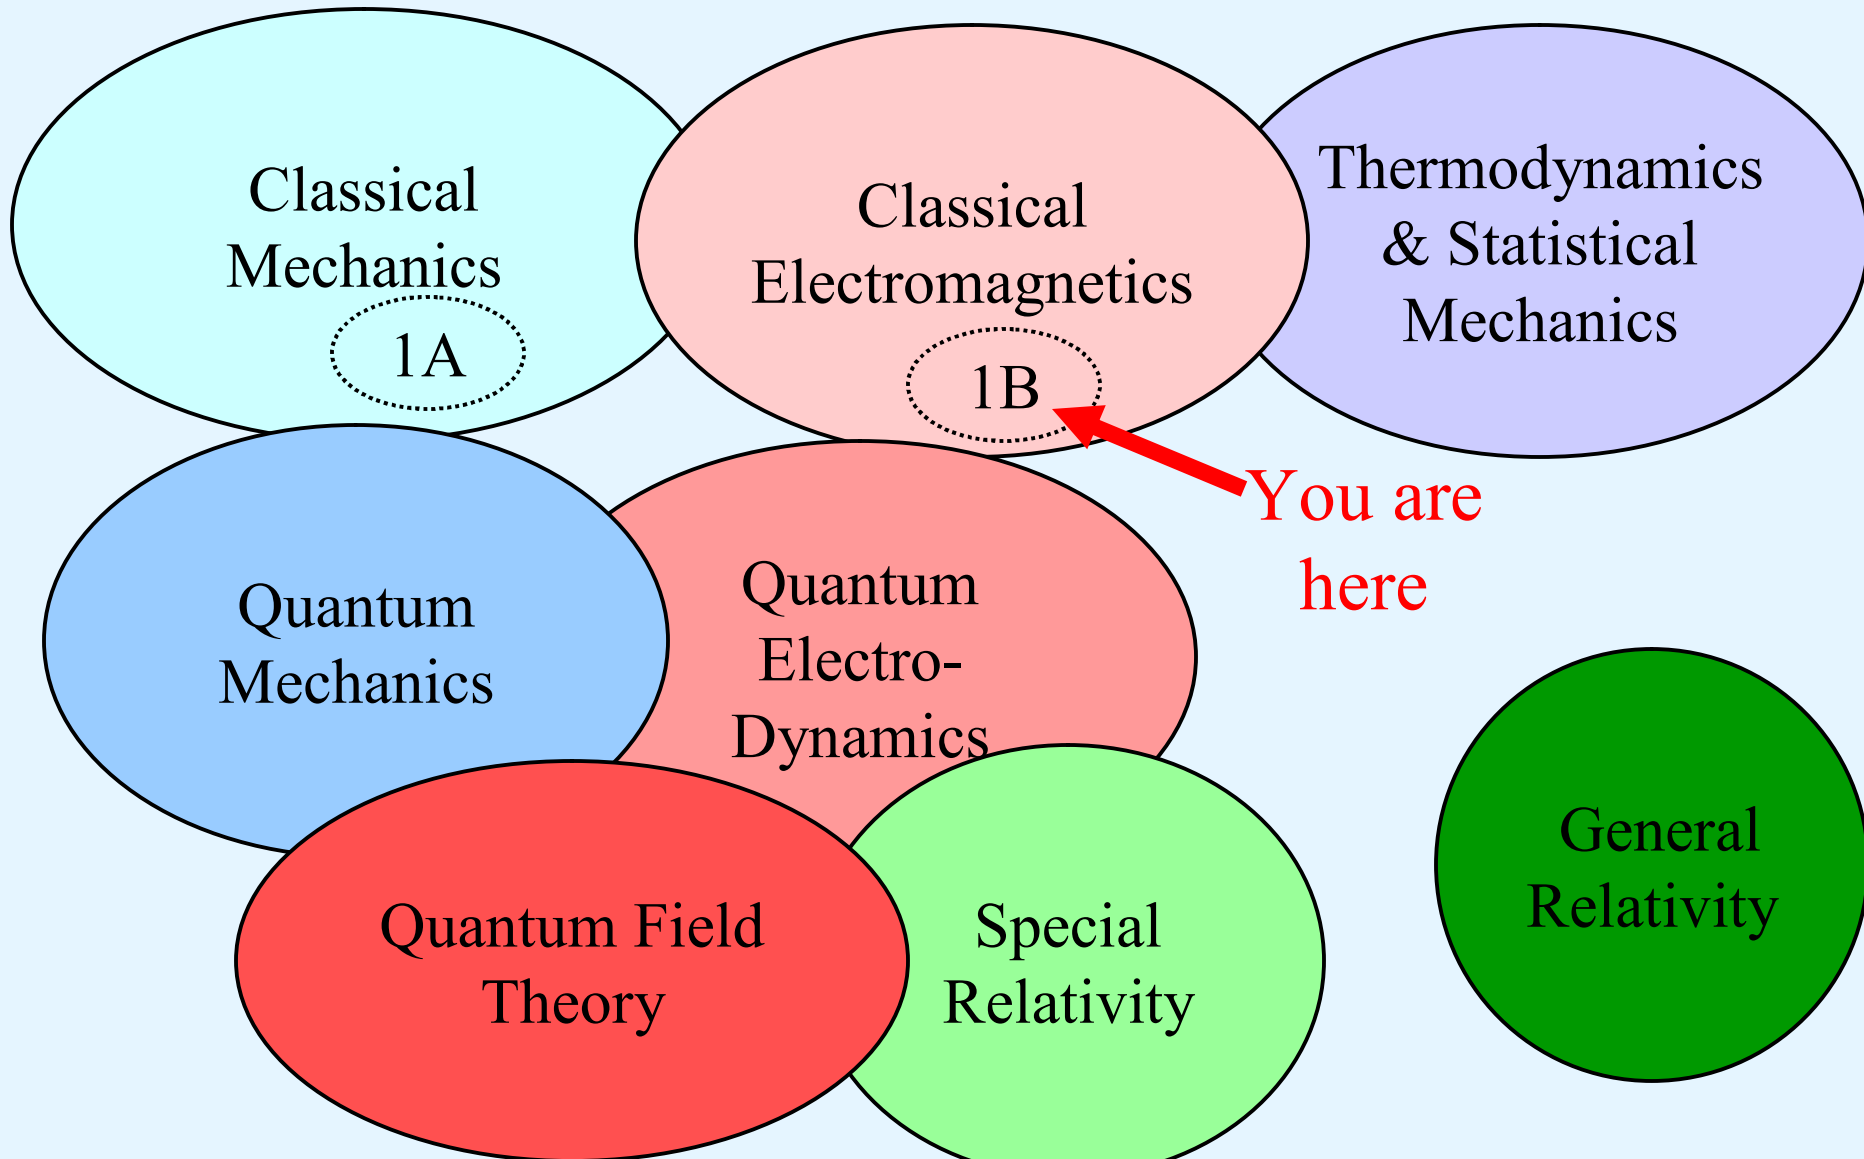 Classical
Mechanics
1A
Classical
Electromagnetics
1B
Thermodynamics
& Statistical
Mechanics
You are
here
Quantum
Mechanics
Quantum
Electro-
Dynamics
General
Relativity
Quantum Field
Theory
Special
Relativity